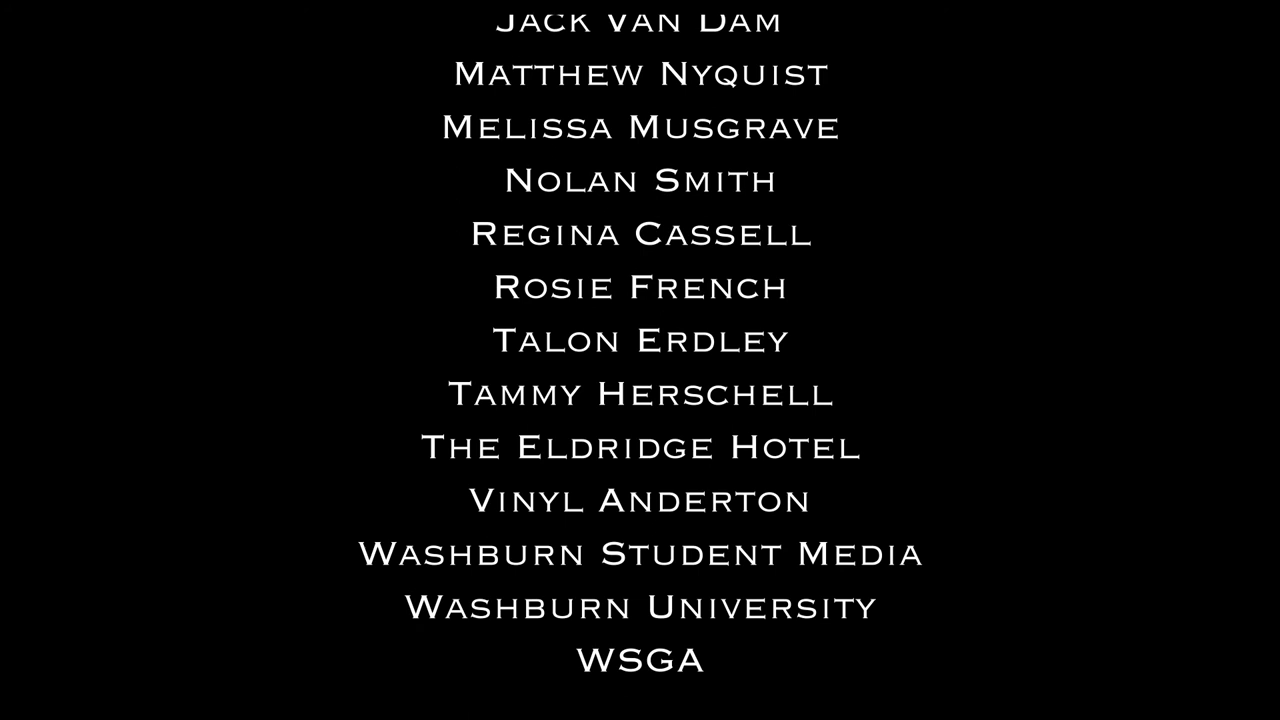 Jack Van Dam
Matthew Nyquist
Melissa Musgrave
Nolan Smith
Regina Cassell
Rosie French
Talon Erdley
Tammy Herschell
The Eldridge Hotel
Vinyl Anderton
Washburn Student Media
Washburn University
WSGA